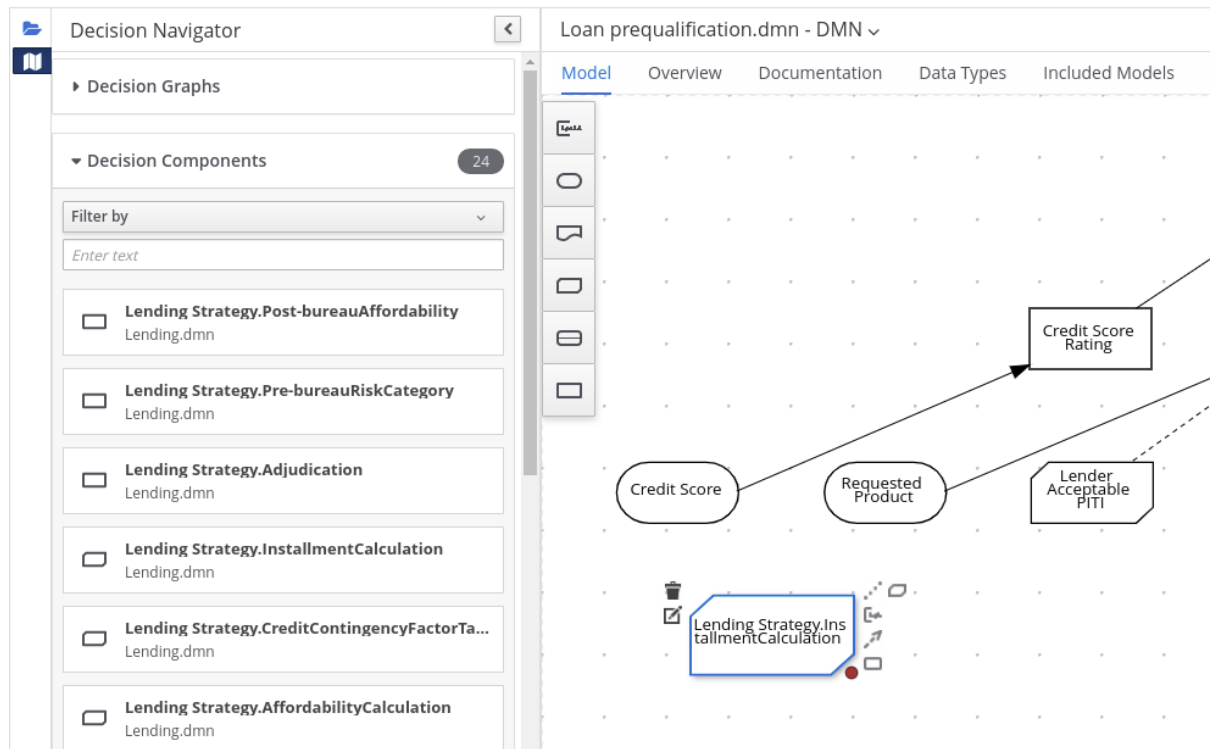 Decision Navigator
Loan prequalification.dmn - DMN
Model
Overview
Documentation
Data Types
Included Models
Decision Graphs
Decision Components
24
Filter by
Enter text
Lending Strategy.Post-bureauAffordability
Lending.dmn
Lending Strategy.Pre-bureauRiskCategory
Lending.dmn
Lending Strategy.Adjudication
Lending.dmn
Lending Strategy.InstallmentCalculation
Lending.dmn
Lending Strategy.CreditContingencyFactorTa...
Lending.dmn
Lending Strategy.AffordabilityCalculation
Lending.dmn
Credit Score
Rating
Credit Score
Requested
Product
Lender
Acceptable
PITI
Lending Strategy.Ins
tallmentCalculation